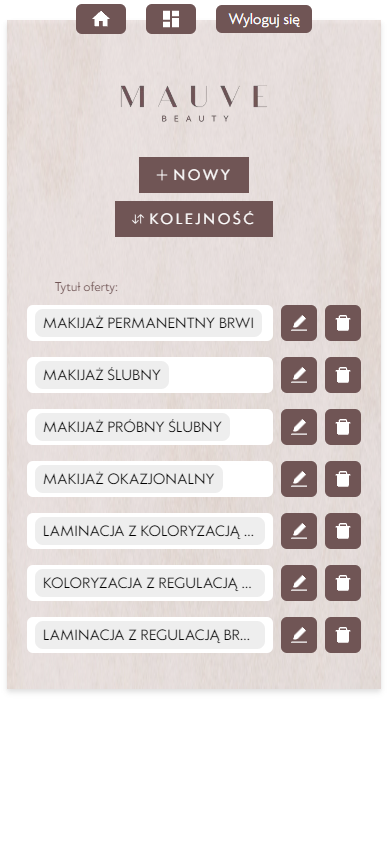 Wyloguj się
MAUVE
BEAUTY
+ NOWY
KOLEJNOŚĆ
Tytuł oferty:
MAKIJAŻ PERMANENTNY BRWI
MAKIJAŻ ŚLUBNY
MAKIJAŻ PRÓBNY ŚLUBNY
MAKIJAŻ OKAZJONALNY
LAMINACJA Z KOLORYZACJĄ ...
KOLORYZACJA Z REGULACJĄ ...
LAMINACJA Z REGULACJĄ BR...